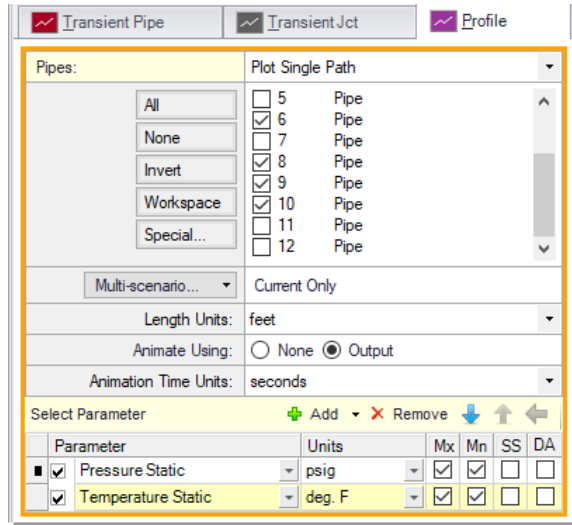 Transient Pipe Transient Jct Profile
Pipes: Plot Single Path
All
None
Invert
Workspace
Special...
5 Pipe
6 Pipe
7 Pipe
8 Pipe
9 Pipe
10 Pipe
11 Pipe
12 Pipe
Multi-scenario... Current Only
Length Units: feet
Animate Using: None Output
Animation Time Units: seconds
Select Parameter Add Remove
Parameter Units Mx Mn SS DA
Pressure Static psig
Temperature Static deg. F